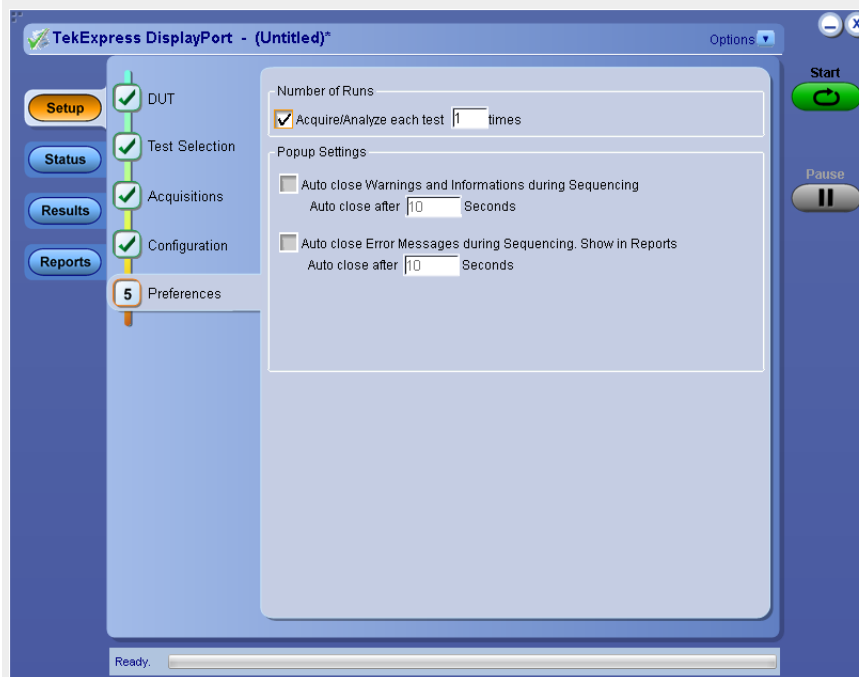 TekExpress DisplayPort - (Untitled)*
Options
Start
Pause
Setup
Status
Results
Reports
DUT
Test Selection
Acquisitions
Configuration
5 Preferences
Number of Runs
Acquire/Analyze each test 1 times
Popup Settings
Auto close Warnings and Informations during Sequencing
Auto close after 10 Seconds
Auto close Error Messages during Sequencing. Show in Reports
Auto close after 10 Seconds
Ready.